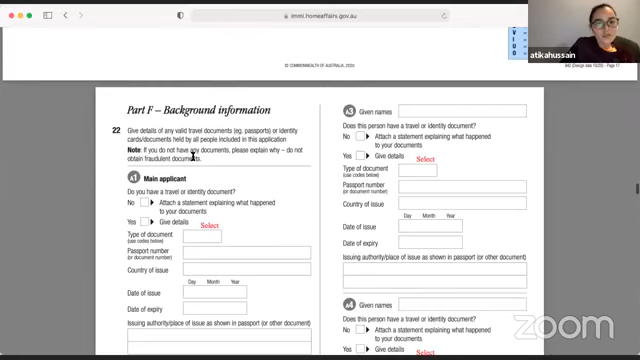 immi.homeaffairs.gov.au
atikahussain
© COMMONWEALTH OF AUSTRALIA, 2020
842 (Design date 10/20) - Page 17
Part F – Background information
22 Give details of any valid travel documents (eg. passports) or identity
cards/documents held by all people included in this application
Note: If you do not have any documents, please explain why – do not
obtain fraudulent documents.
A1 Main applicant
Do you have a travel or identity document?
No Attach a statement explaining what happened
to your documents
Yes Give details
Select
Type of document
(use codes below)
Passport number
(or document number)
Country of issue
Day Month Year
Date of issue
Date of expiry
Issuing authority/place of issue as shown in passport (or other document)
A3 Given names
Does this person have a travel or identity document?
No Attach a statement explaining what happened
to your documents
Yes Give details
Select
Type of document
(use codes below)
Passport number
(or document number)
Country of issue
Day Month Year
Date of issue
Date of expiry
Issuing authority/place of issue as shown in passport (or other document)
A4 Given names
Does this person have a travel or identity document?
No Attach a statement explaining what happened
to your documents
Yes Give details
Select
zoom